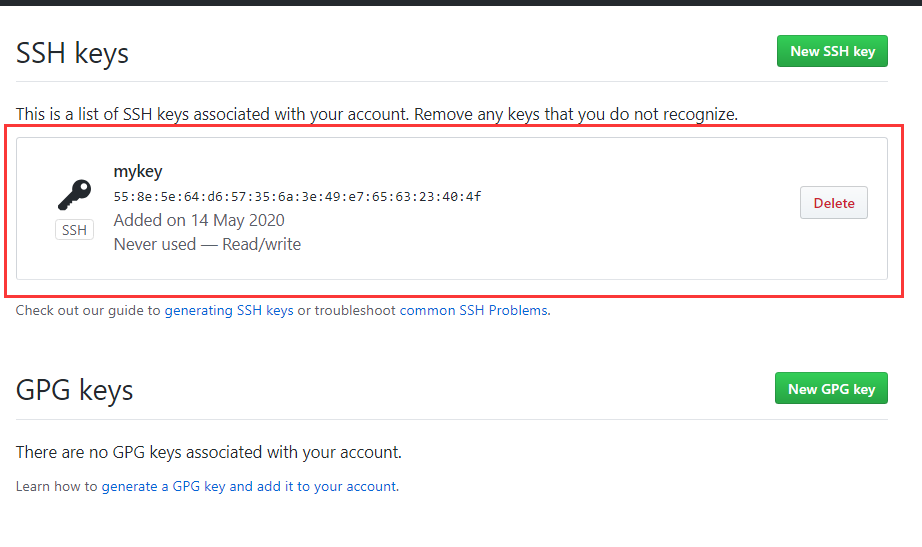 SSH keys
New SSH key
This is a list of SSH keys associated with your account. Remove any keys that you do not recognize.
mykey
55:8e:5e:64:d6:57:35:6a:3e:49:e7:65:63:23:40:4f
Added on 14 May 2020
Never used — Read/write
SSH
Delete
Check out our guide to generating SSH keys or troubleshoot common SSH Problems.
GPG keys
New GPG key
There are no GPG keys associated with your account.
Learn how to generate a GPG key and add it to your account.